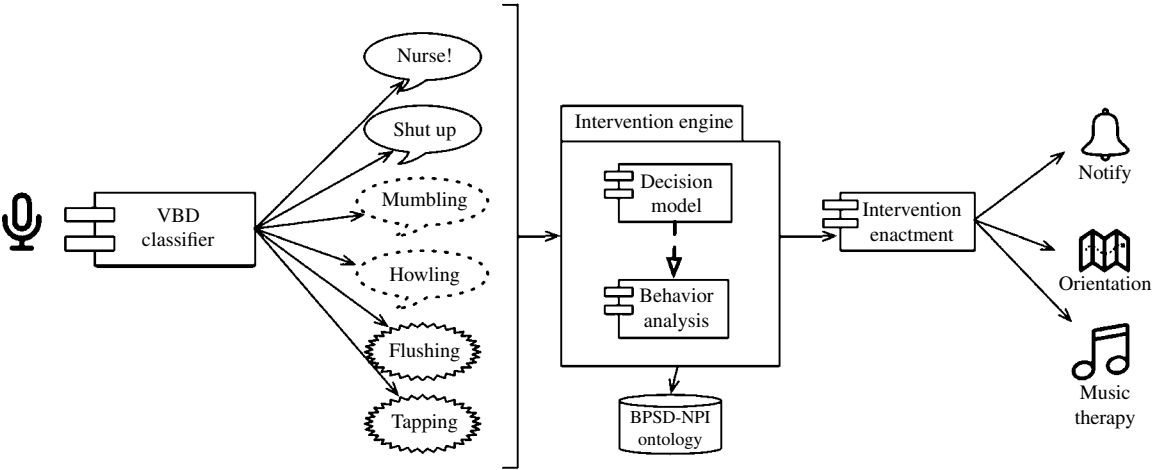 Nurse!
Shut up
Mumbling
Howling
Flushing
Tapping
VBD
classifier
Intervention engine
Decision
model
Behavior
analysis
BPSD-NPI
ontology
Intervention
enactment
Notify
Orientation
Music
therapy